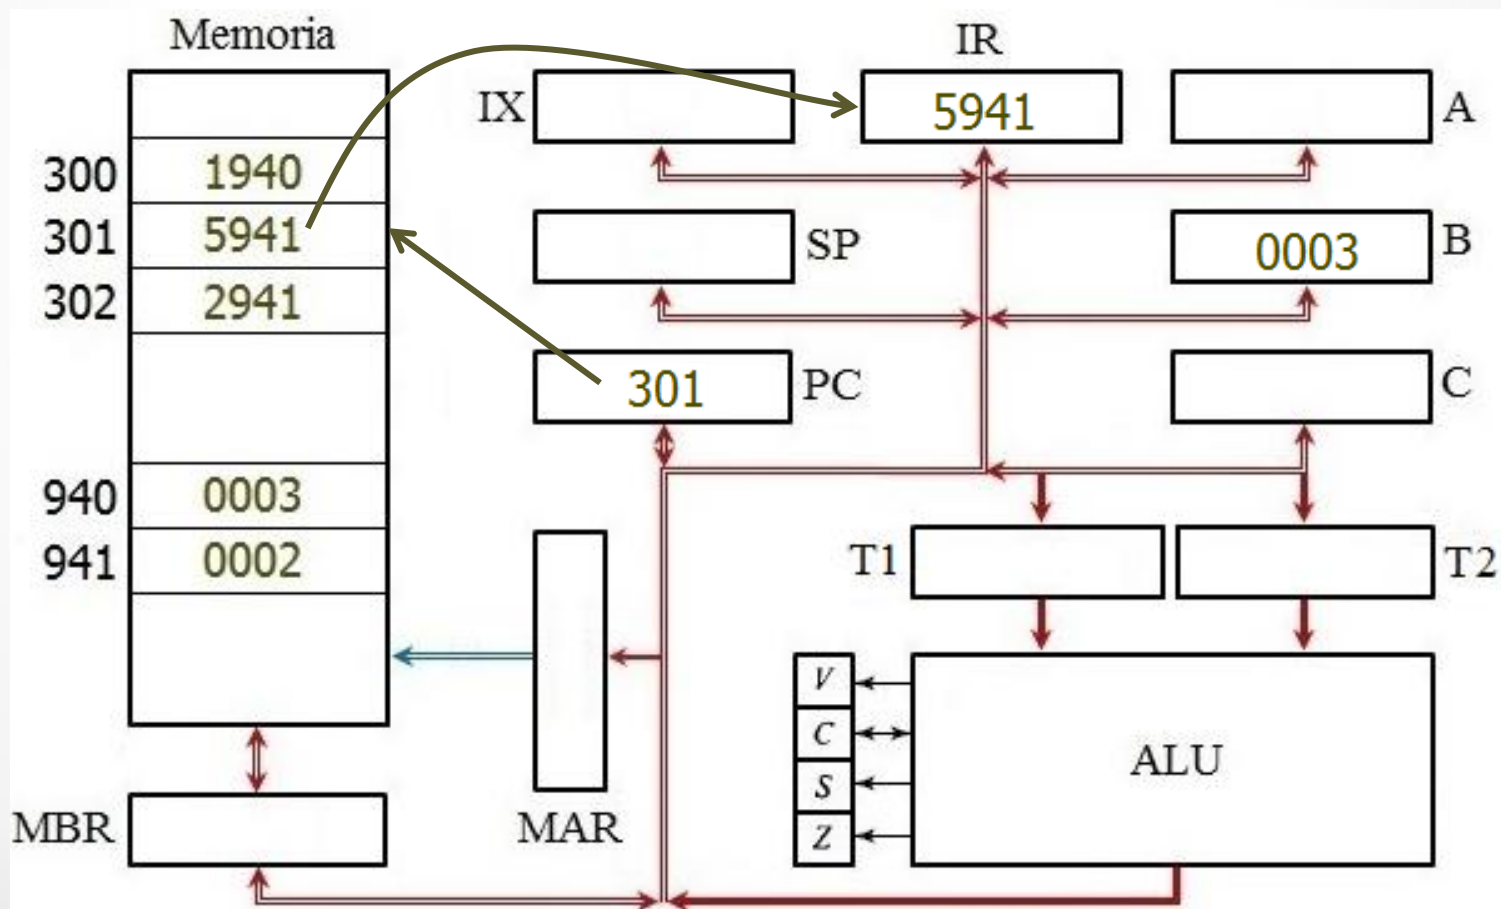 Memoria
300 1940
301 5941
302 2941
940 0003
941 0002
MBR
MAR
IX
SP
301 PC
IR
5941
A
0003 B
C
T1
T2
V
C
S
Z
ALU